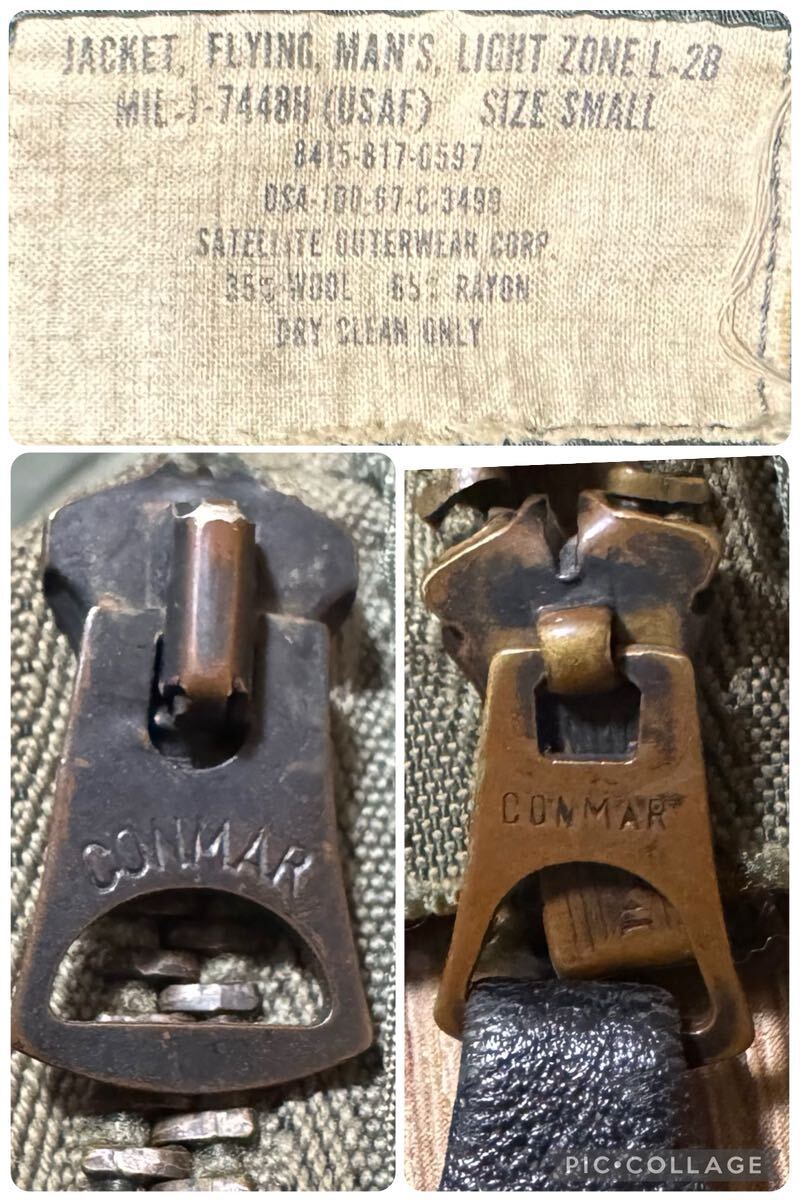 JACKET, FLYING, MAN'S, LIGHT ZONE L-2B
MIL-J-7448H (USAF) SIZE SMALL
8415-817-0597
DSA-100-67-C-3499
SATELLITE OUTERWEAR CORP.
35% WOOL 65% RAYON
DRY CLEAN ONLY
CONMAR
CONMAR
PIC•COLLAGE